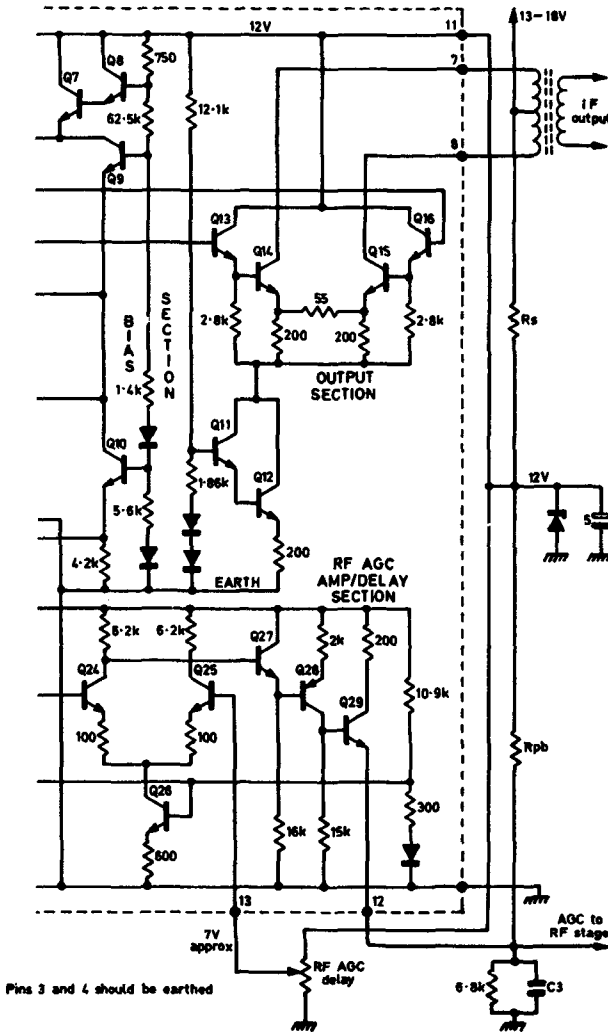 12V
11
13-18V
Q7
Q8
750
7
62.5k
12.1k
IF
output
8
Q9
Q13
Q16
Q14
Q15
BIAS
SECTION
55
2.8k
200
200
2.8k
Rs
OUTPUT
SECTION
1.4k
Q11
Q10
Q12
1.86k
12V
5.6k
200
4.2k
EARTH
RF AGC
AMP/DELAY
SECTION
6.2k
6.2k
Q27
2k
200
Q24
Q25
Q28
Q29
10.9k
100
100
Rpb
Q26
300
16k
15k
600
13
12
7V
approx
AGC to
RF stage
RF AGC
delay
6.8k
C3
Pins 3 and 4 should be earthed